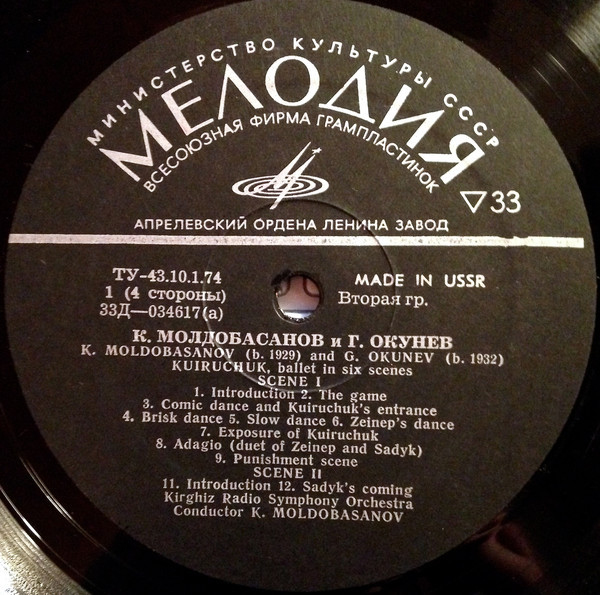 МИНИСТЕРСТВО КУЛЬТУРЫ СССР
МЕЛОДИЯ
ВСЕСОЮЗНАЯ ФИРМА ГРАМПЛАСТИНОК
33
АПРЕЛЕВСКИЙ ОРДЕНА ЛЕНИНА ЗАВОД
ТУ-43.10.1.74
1 (4 стороны)
33Д—034617(а)
MADE IN USSR
Вторая гр.
К. МОЛДОБАСАНОВ и Г. ОКУНЕВ
K. MOLDOBASANOV (b. 1929) and G. OKUNEV (b. 1932)
KUIRUCHUK, ballet in six scenes
SCENE I
1. Introduction 2. The game
3. Comic dance and Kuiruchuk's entrance
4. Brisk dance 5. Slow dance 6. Zeinep's dance
7. Exposure of Kuiruchuk
8. Adagio (duet of Zeinep and Sadyk)
9. Punishment scene
SCENE II
11. Introduction 12. Sadyk's coming
Kirghiz Radio Symphony Orchestra
Conductor K. MOLDOBASANOV